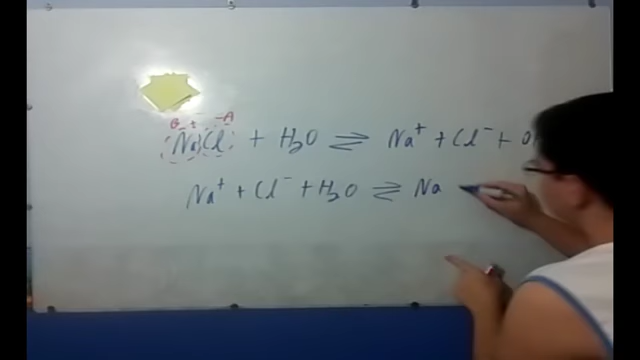 B + -A
NaCl + H₂O ⇌ Na⁺ + Cl⁻ + O
Na⁺ + Cl⁻ + H₂O ⇌ Na